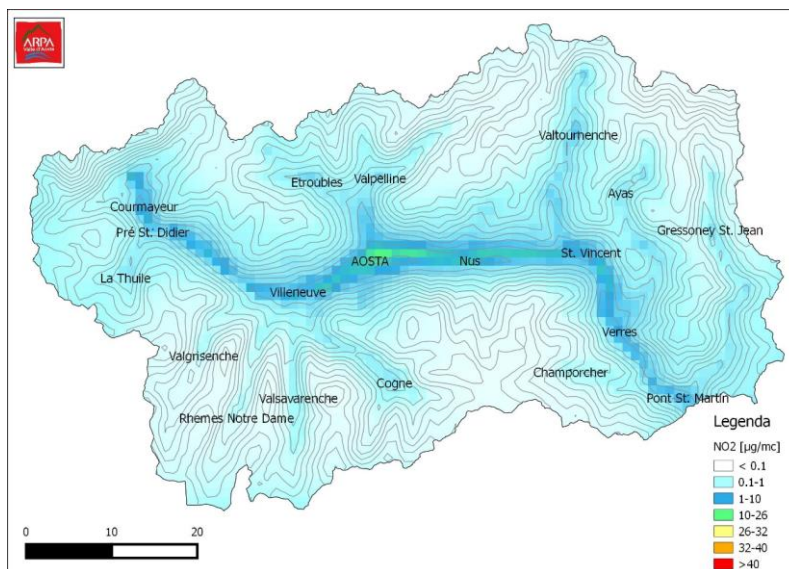 ARPA
Valle d'Aosta
Valtournenche
Etroubles
Valpelline
Ayas
Courmayeur
Pré St. Didier
Gressoney St. Jean
La Thuile
AOSTA
Nus
St. Vincent
Villeneuve
Verres
Valgrisenche
Champorcher
Cogne
Valsavarenche
Pont St. Martin
Rhemes Notre Dame
Legenda
NO2 [µg/mc]
< 0.1
0.1-1
1-10
10-26
26-32
32-40
>40
0 10 20